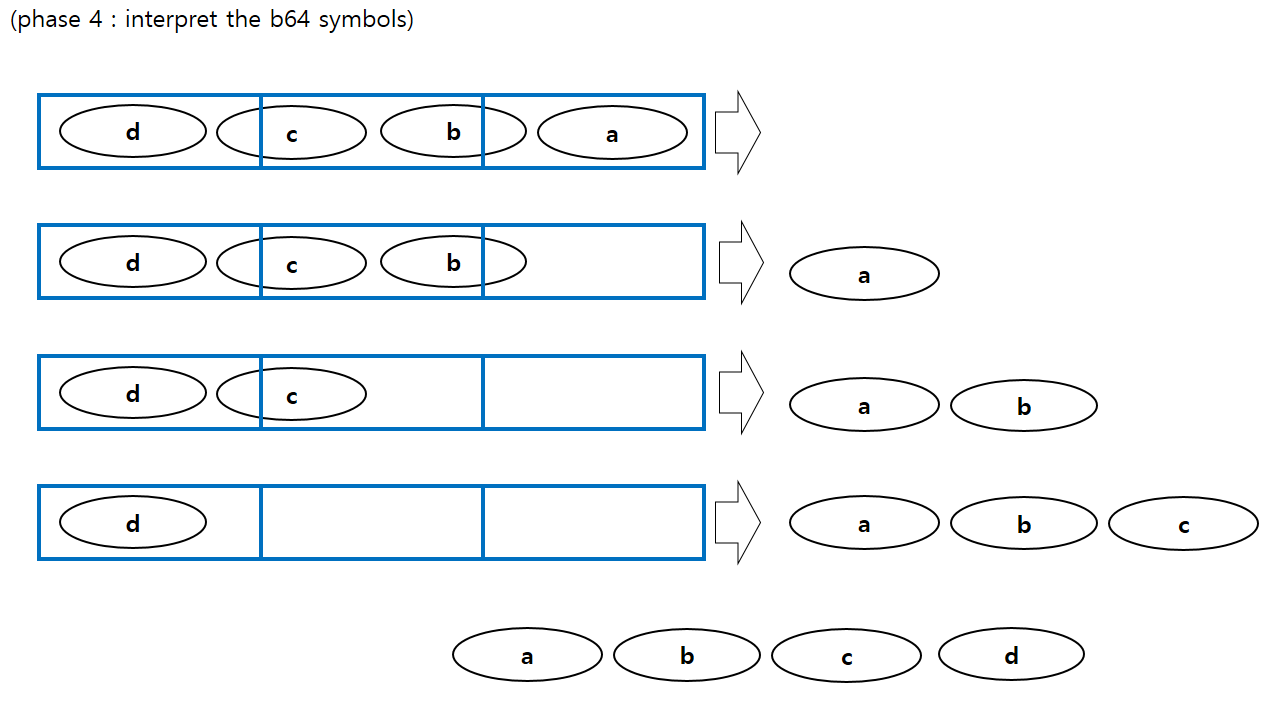 (phase 4 : interpret the b64 symbols)
d c b a
d c b
a
d c
a b
d
a b c
a b c d